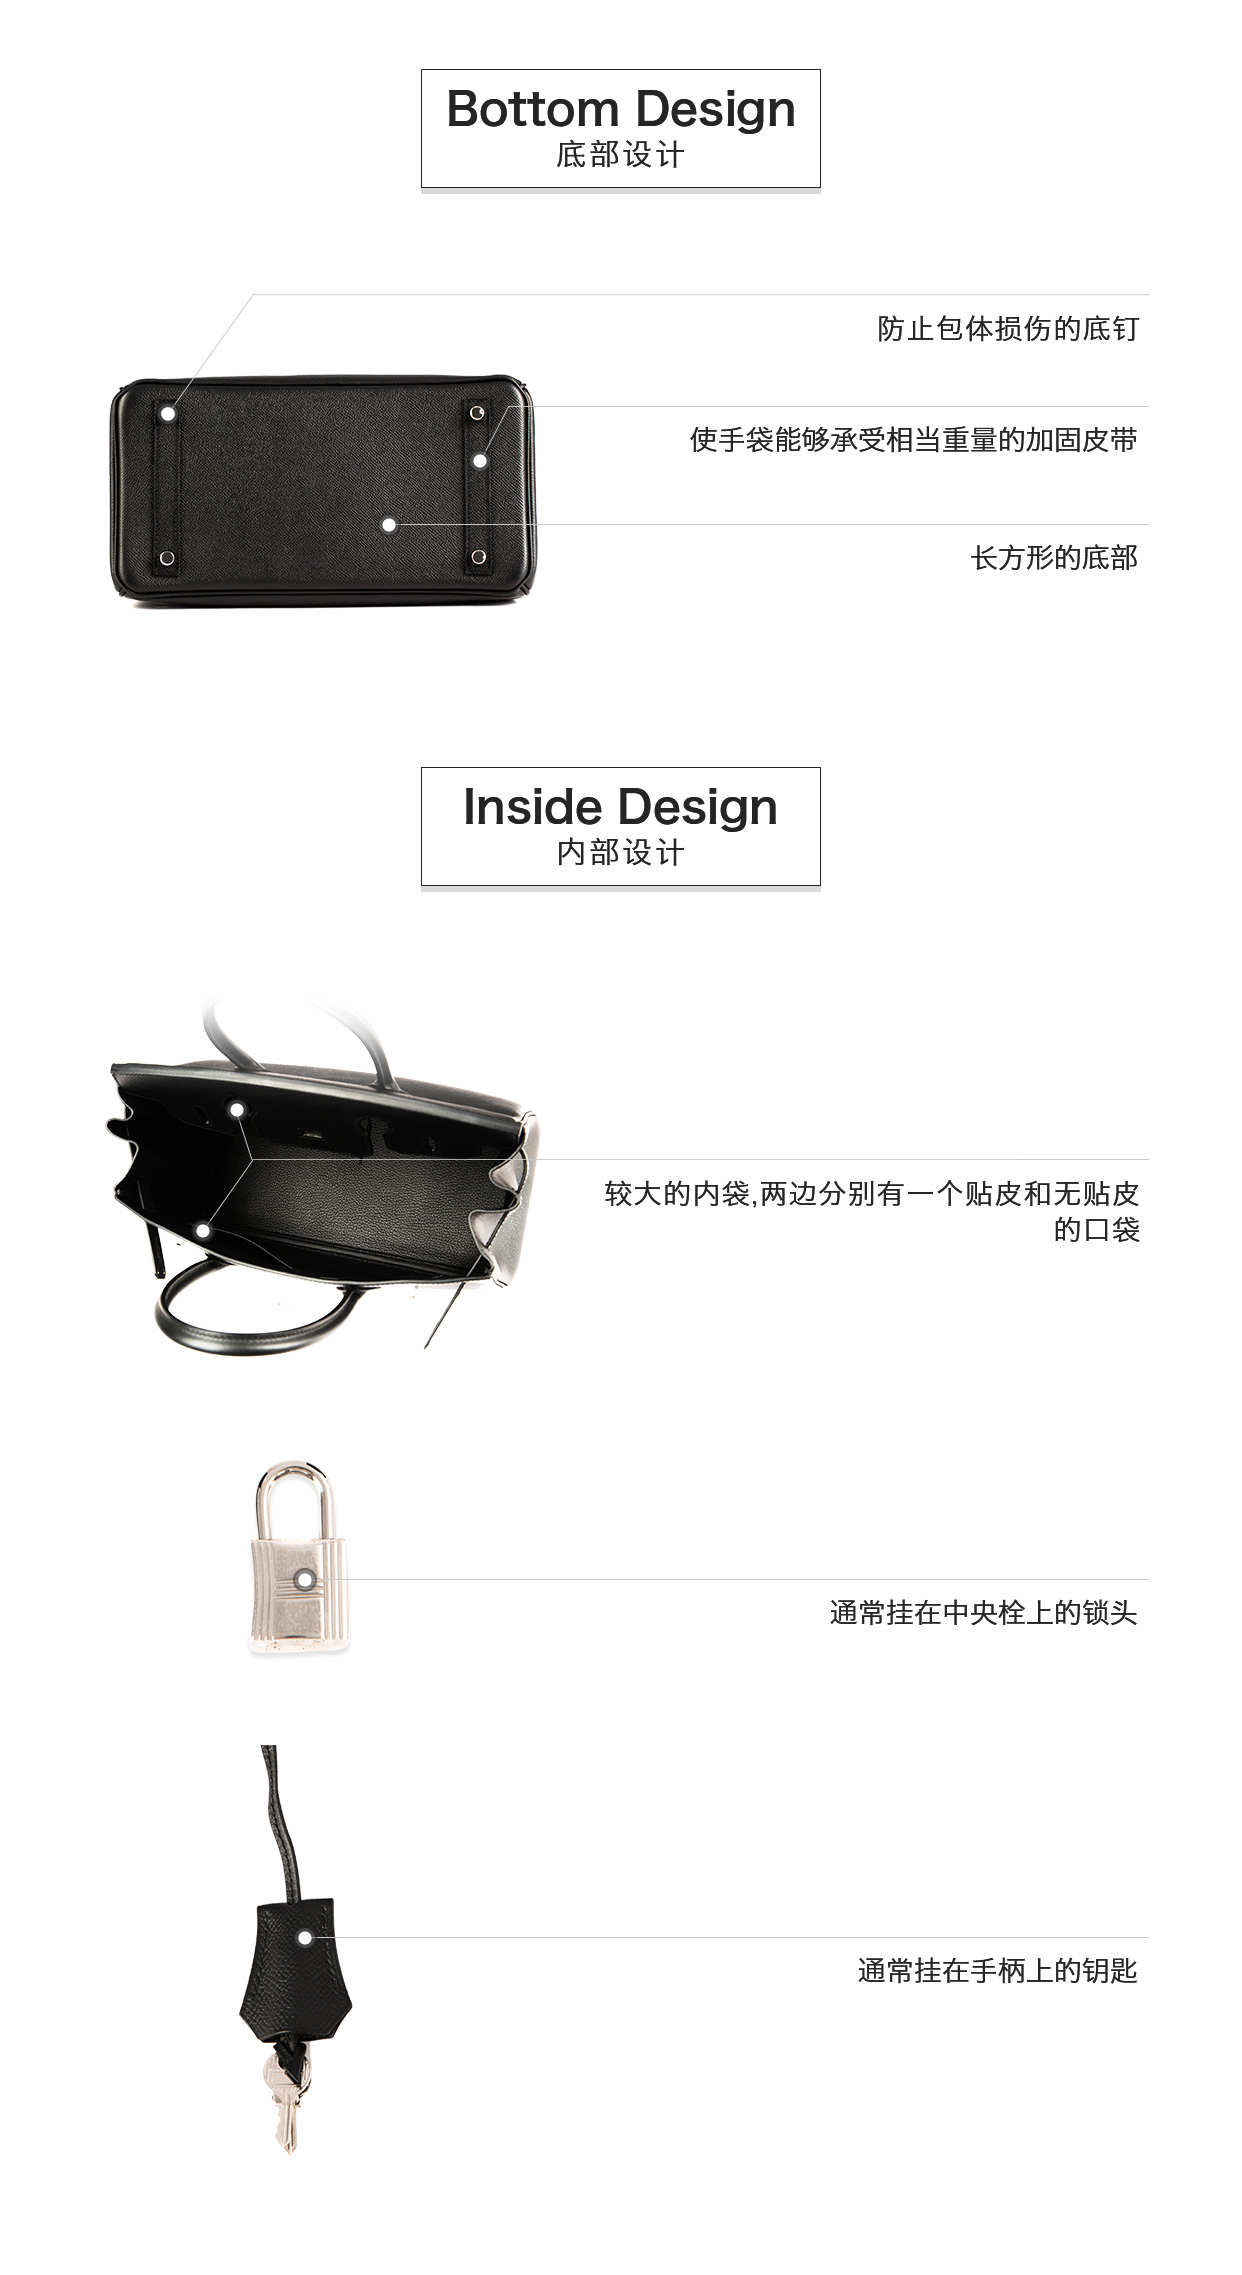 Bottom Design
底部设计
防止包体损伤的底钉
使手袋能够承受相当重量的加固皮带
长方形的底部
Inside Design
内部设计
较大的内袋,两边分别有一个贴皮和无贴皮
的口袋
通常挂在中央栓上的锁头
通常挂在手柄上的钥匙